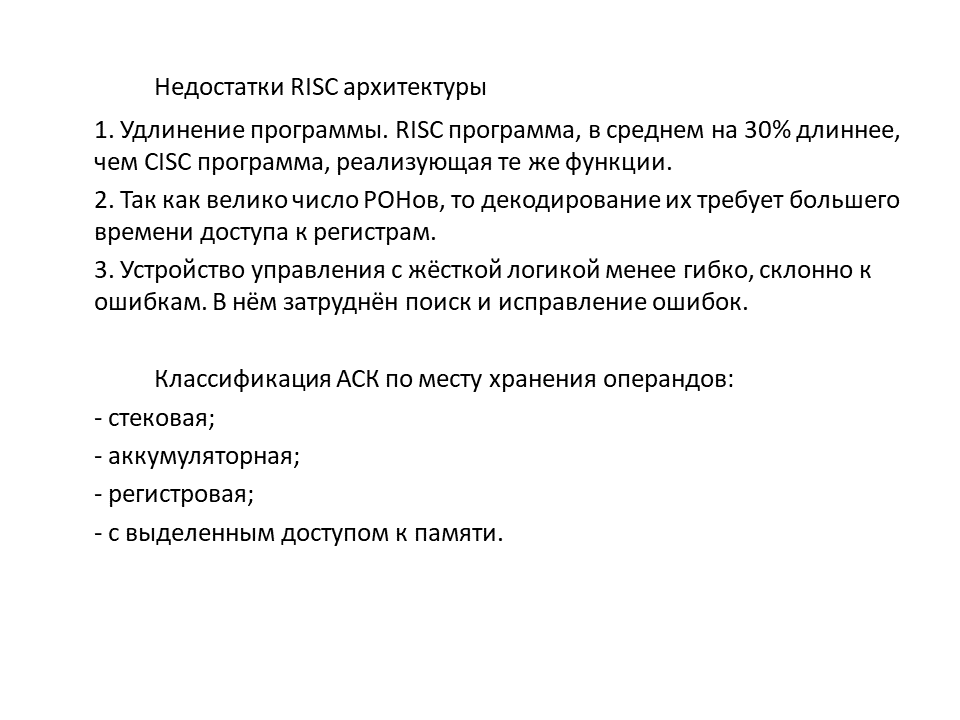 Недостатки RISC архитектуры
1. Удлинение программы. RISC программа, в среднем на 30% длиннее,
чем CISC программа, реализующая те же функции.
2. Так как велико число РОНов, то декодирование их требует большего
времени доступа к регистрам.
3. Устройство управления с жёсткой логикой менее гибко, склонно к
ошибкам. В нём затруднён поиск и исправление ошибок.
Классификация АСК по месту хранения операндов:
- стековая;
- аккумуляторная;
- регистровая;
- с выделенным доступом к памяти.